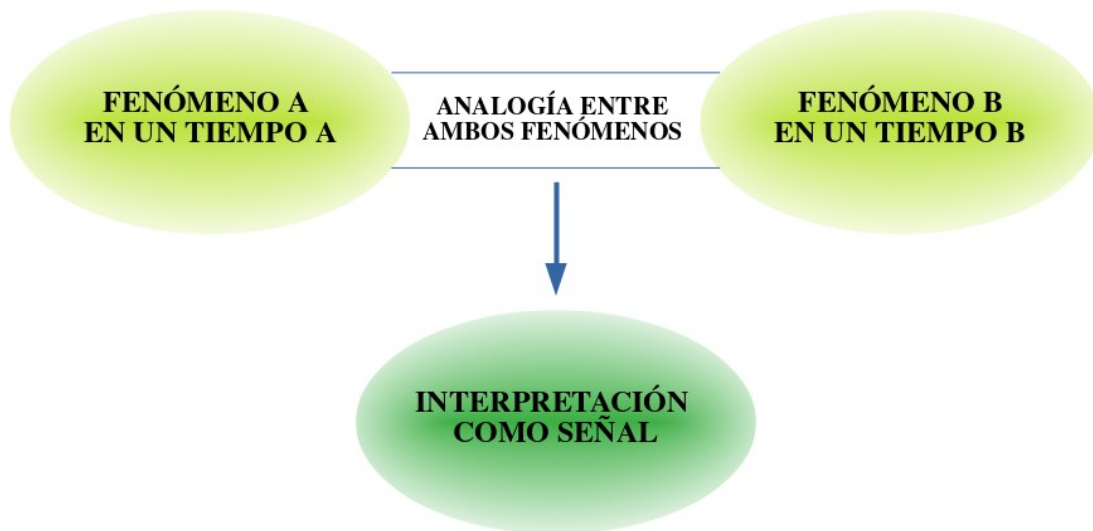 FENÓMENO A
EN UN TIEMPO A
ANALOGÍA ENTRE
AMBOS FENÓMENOS
FENÓMENO B
EN UN TIEMPO B
INTERPRETACIÓN
COMO SEÑAL